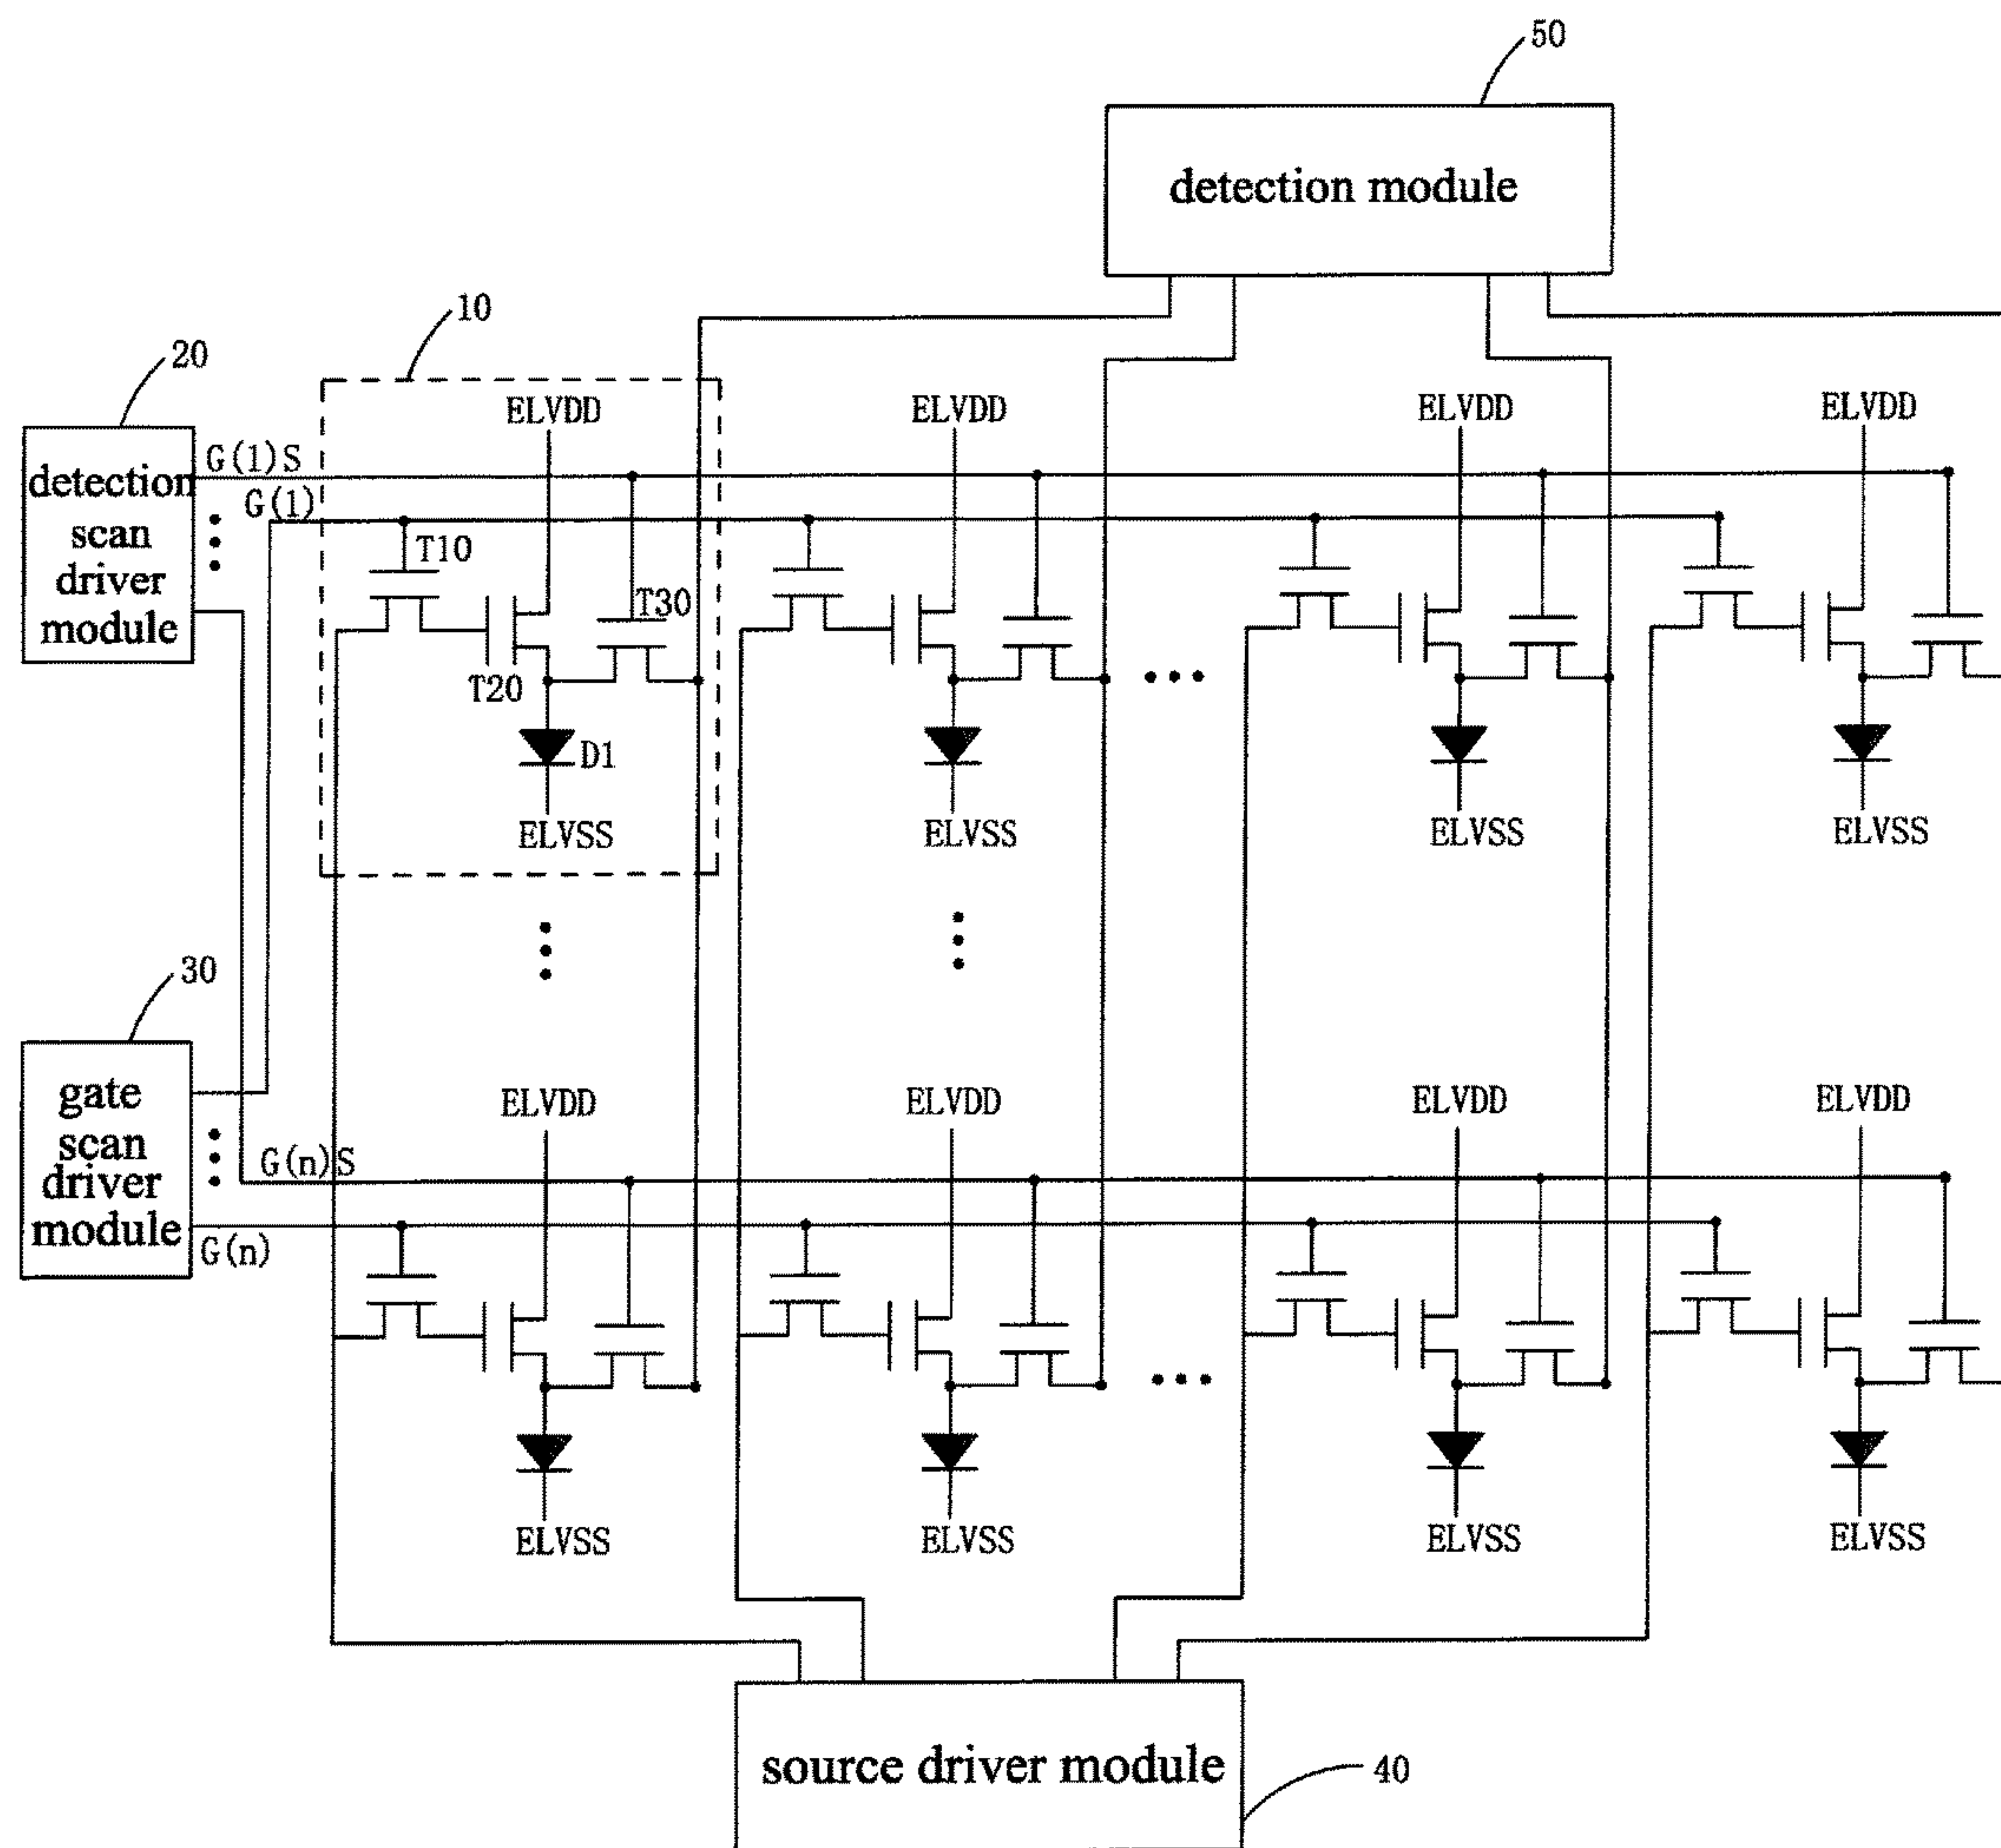 50
detection module
10
20
ELVDD
ELVDD
ELVDD
ELVDD
detection
scan
driver
module
G(1)S
G(1)
T10
T30
T20
D1
ELVSS
ELVSS
ELVSS
ELVSS
30
gate
scan
driver
module
ELVDD
ELVDD
ELVDD
ELVDD
G(n)S
G(n)
ELVSS
ELVSS
ELVSS
ELVSS
source driver module
40